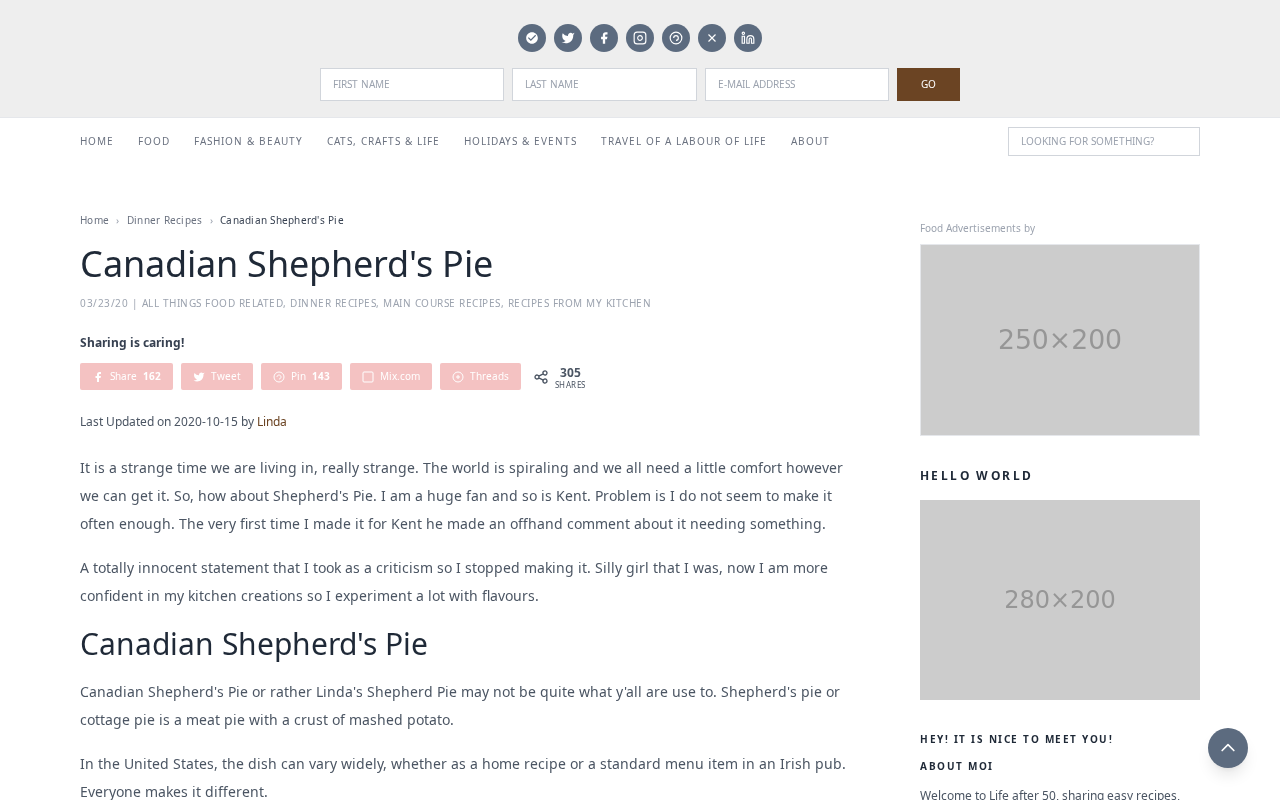 FIRST NAME
LAST NAME
E-MAIL ADDRESS
GO
HOME
FOOD
FASHION & BEAUTY
CATS, CRAFTS & LIFE
HOLIDAYS & EVENTS
TRAVEL OF A LABOUR OF LIFE
ABOUT
LOOKING FOR SOMETHING?
Home › Dinner Recipes › Canadian Shepherd's Pie
Canadian Shepherd's Pie
03/23/20 | ALL THINGS FOOD RELATED, DINNER RECIPES, MAIN COURSE RECIPES, RECIPES FROM MY KITCHEN
Sharing is caring!
Share 162
Tweet
Pin 143
Mix.com
Threads
305
SHARES
Last Updated on 2020-10-15 by Linda
It is a strange time we are living in, really strange. The world is spiraling and we all need a little comfort however
we can get it. So, how about Shepherd's Pie. I am a huge fan and so is Kent. Problem is I do not seem to make it
often enough. The very first time I made it for Kent he made an offhand comment about it needing something.
A totally innocent statement that I took as a criticism so I stopped making it. Silly girl that I was, now I am more
confident in my kitchen creations so I experiment a lot with flavours.
Canadian Shepherd's Pie
Canadian Shepherd's Pie or rather Linda's Shepherd Pie may not be quite what y'all are use to. Shepherd's pie or
cottage pie is a meat pie with a crust of mashed potato.
In the United States, the dish can vary widely, whether as a home recipe or a standard menu item in an Irish pub.
Everyone makes it different.
Food Advertisements by
250×200
HELLO WORLD
280×200
HEY! IT IS NICE TO MEET YOU!
ABOUT MOI
Welcome to Life after 50, sharing easy recipes,